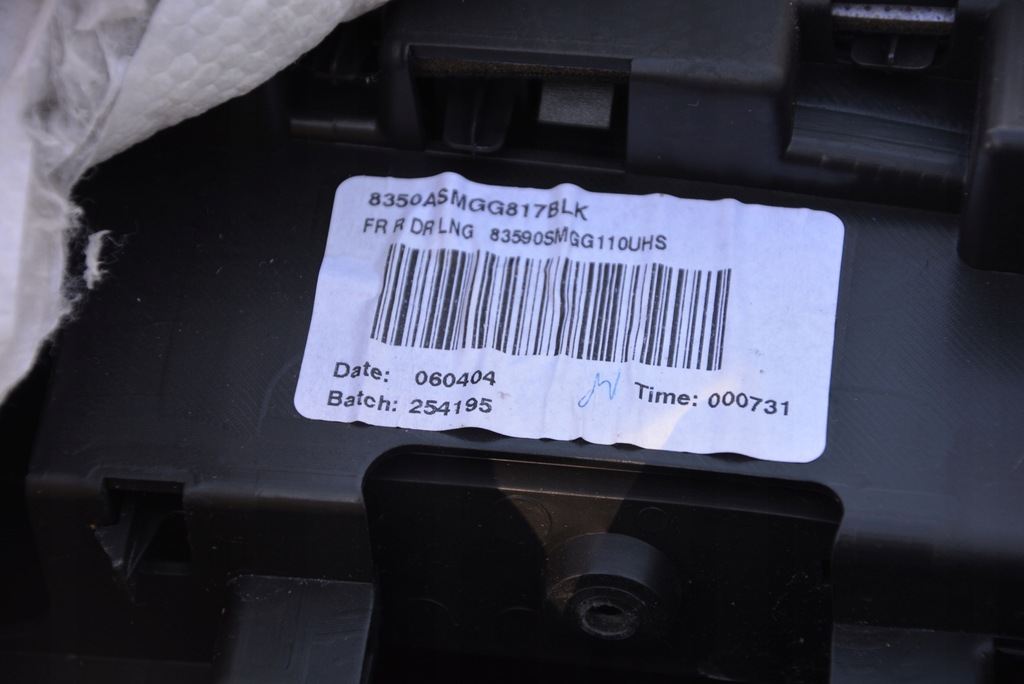 8350ASMGG817BLK
FR R DR LNG 83590SMGG110UHS
Date: 060404
Time: 000731
Batch: 254195